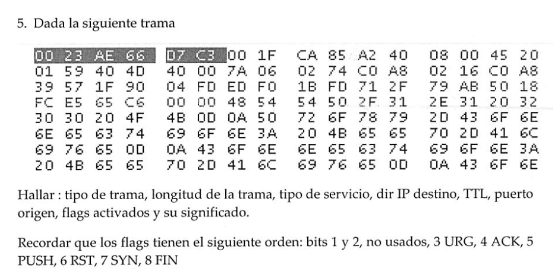 5. Dada la siguiente trama
00 23 AE 66 07 C3 00 1F CA 85 A2 40 08 00 45 20
01 59 40 4D 40 00 7A 06 02 74 C0 A8 02 16 C0 A8
39 57 1F 90 04 FD ED F0 1B FD 71 2F 79 AB 50 18
FC E5 65 C6 00 00 48 54 54 50 2F 31 2E 31 20 32
30 30 20 4F 4B 0D 0A 50 72 6F 78 79 2D 43 6F 6E
6E 65 63 74 69 6F 6E 3A 20 4B 65 65 70 2D 41 6C
69 76 65 0D 0A 43 6F 6E 6E 65 63 74 69 6F 6E 3A
20 4B 65 65 70 2D 41 6C 69 76 65 0D 0A 43 6F 6E
Hallar : tipo de trama, longitud de la trama, tipo de servicio, dir IP destino, TTL, puerto
origen, flags activados y su significado.
Recordar que los flags tienen el siguiente orden: bits 1 y 2, no usados, 3 URG, 4 ACK, 5
PUSH, 6 RST, 7 SYN, 8 FIN